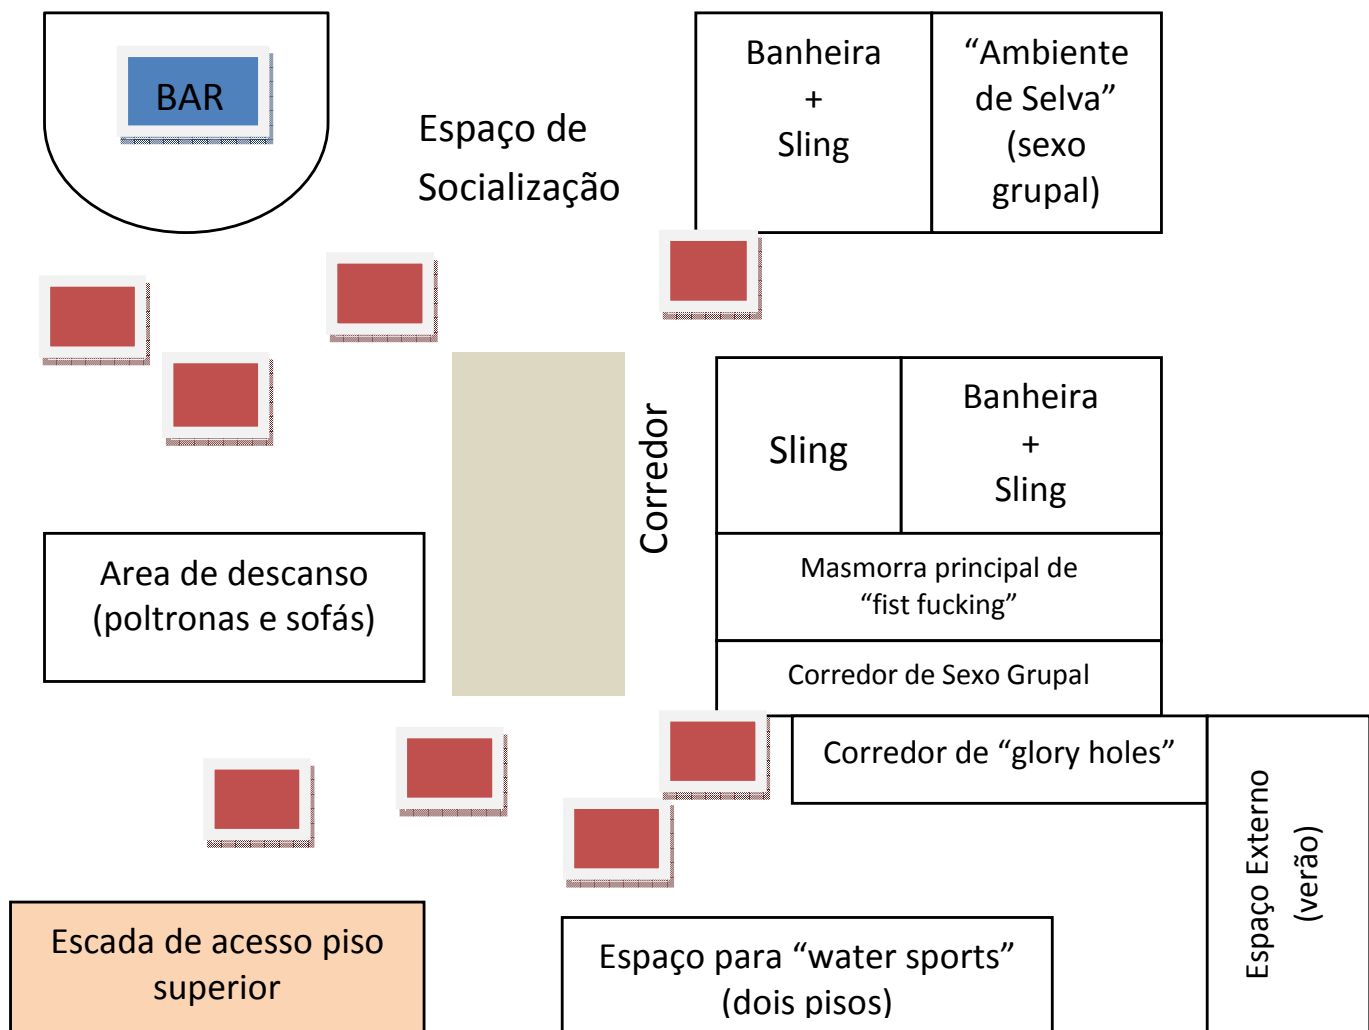 BAR
Espaço de
Socialização
Banheira
+
Sling
“Ambiente
de Selva”
(sexo
grupal)
Corredor
Sling
Banheira
+
Sling
Area de descanso
(poltronas e sofás)
Masmorra principal de
“fist fucking”
Corredor de Sexo Grupal
Corredor de “glory holes”
Espaço Externo
(verão)
Escada de acesso piso
superior
Espaço para “water sports”
(dois pisos)